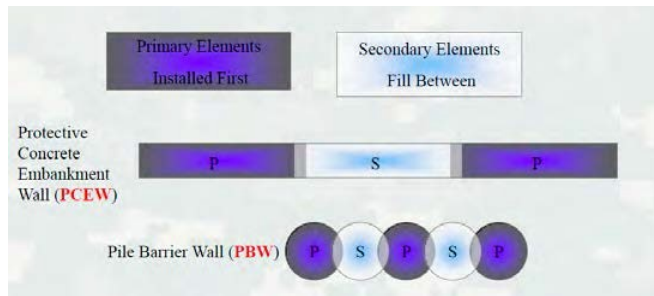 Primary Elements
Installed First
Secondary Elements
Fill Between
Protective
Concrete
Embankment
Wall (PCEW)
P
S
P
Pile Barrier Wall (PBW)
P
S
P
S
P